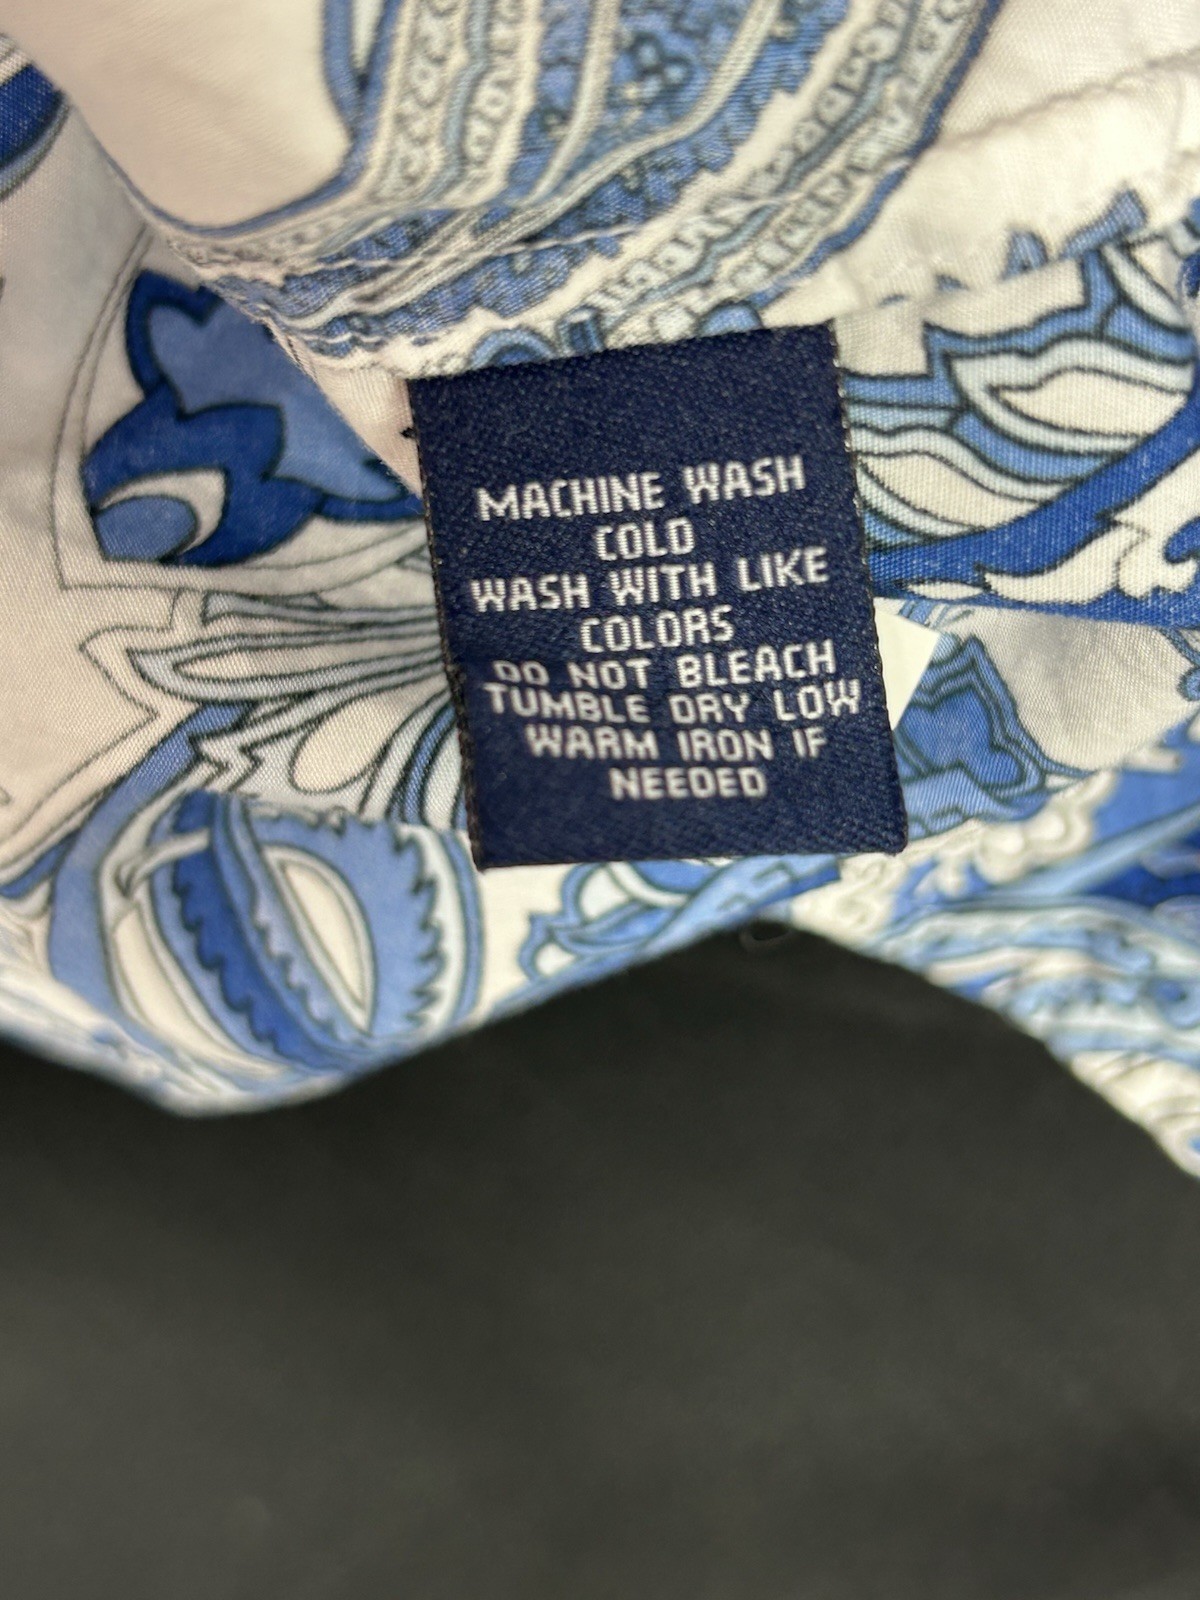 MACHINE WASH
COLD
WASH WITH LIKE
COLORS
DO NOT BLEACH
TUMBLE DRY LOW
WARM IRON IF
NEEDED